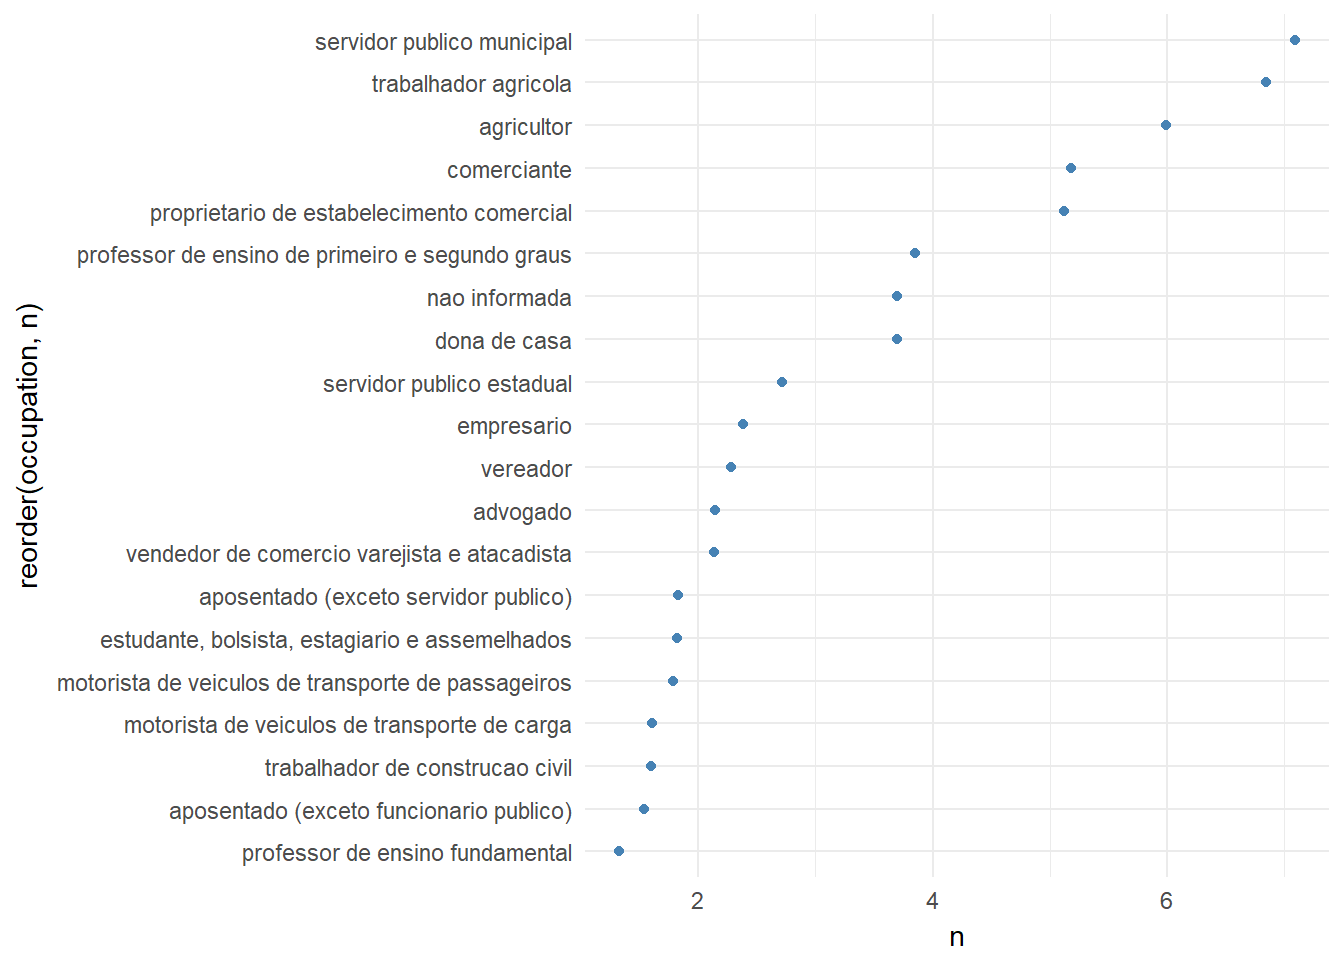 servidor publico municipal
trabalhador agricola
agricultor
comerciante
proprietario de estabelecimento comercial
professor de ensino de primeiro e segundo graus
nao informada
dona de casa
servidor publico estadual
empresario
vereador
advogado
vendedor de comercio varejista e atacadista
aposentado (exceto servidor publico)
estudante, bolsista, estagiario e assemelhados
motorista de veiculos de transporte de passageiros
motorista de veiculos de transporte de carga
trabalhador de construcao civil
aposentado (exceto funcionario publico)
professor de ensino fundamental
reorder(occupation, n)
2 4 6
n